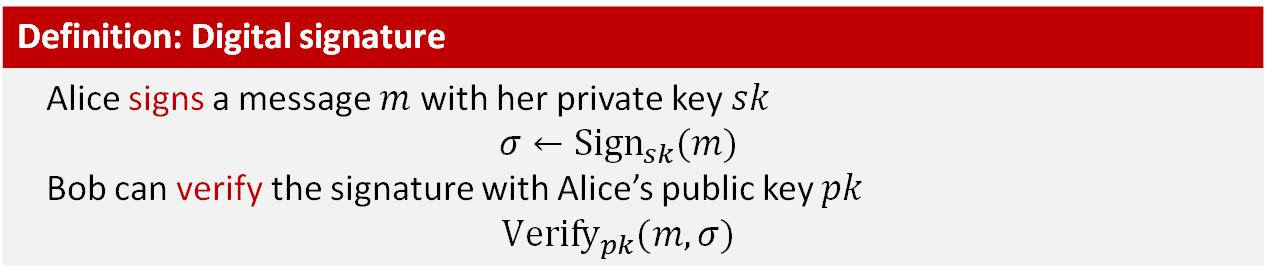 Definition: Digital signature
Alice signs a message m with her private key sk
σ ← Sign_sk(m)
Bob can verify the signature with Alice's public key pk
Verify_pk(m, σ)